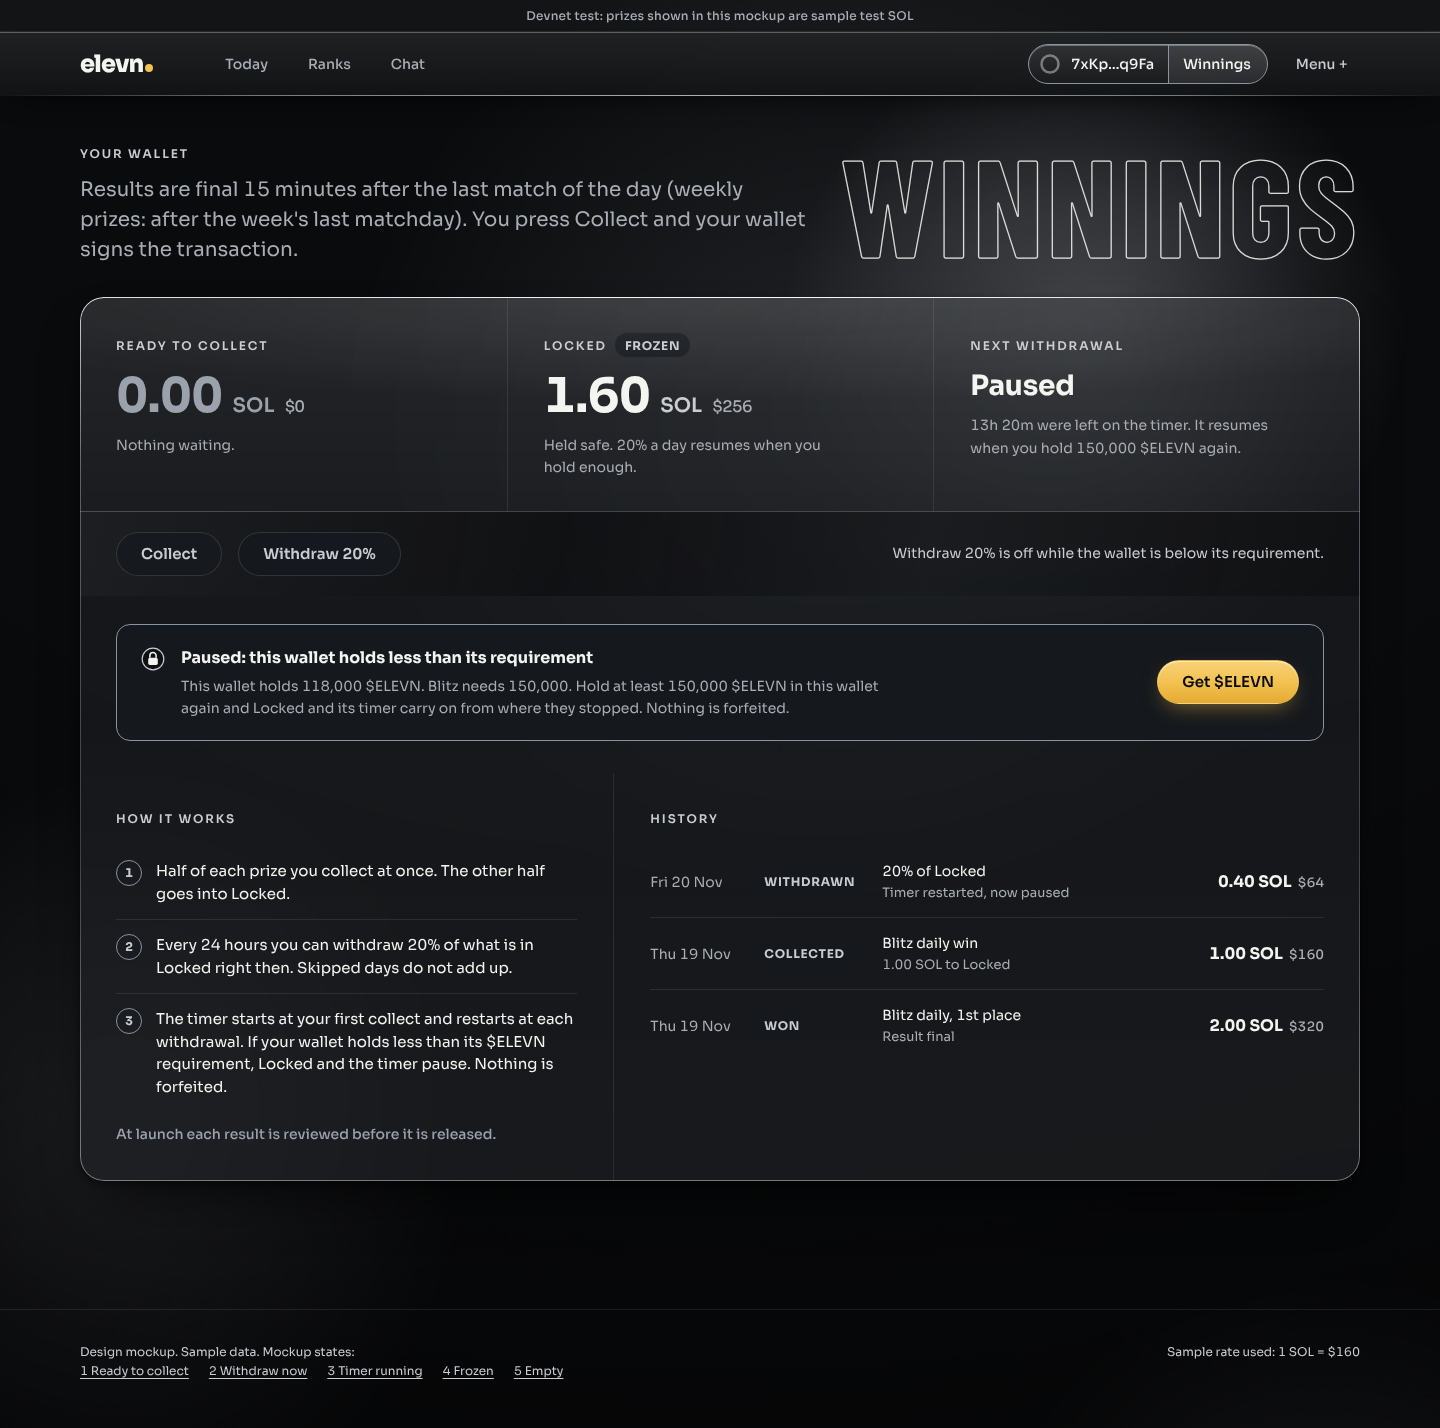 Devnet test: prizes shown in this mockup are sample test SOL
elevn.
Today
Ranks
Chat
7xKp...q9Fa
Winnings
Menu +
YOUR WALLET
Results are final 15 minutes after the last match of the day (weekly
prizes: after the week's last matchday). You press Collect and your wallet
signs the transaction.
WINNINGS
READY TO COLLECT
0.00 SOL $0
Nothing waiting.
LOCKED FROZEN
1.60 SOL $256
Held safe. 20% a day resumes when you
hold enough.
NEXT WITHDRAWAL
Paused
13h 20m were left on the timer. It resumes
when you hold 150,000 $ELEVN again.
Collect
Withdraw 20%
Withdraw 20% is off while the wallet is below its requirement.
Paused: this wallet holds less than its requirement
This wallet holds 118,000 $ELEVN. Blitz needs 150,000. Hold at least 150,000 $ELEVN in this wallet
again and Locked and its timer carry on from where they stopped. Nothing is forfeited.
Get $ELEVN
HOW IT WORKS
1 Half of each prize you collect at once. The other half
goes into Locked.
2 Every 24 hours you can withdraw 20% of what is in
Locked right then. Skipped days do not add up.
3 The timer starts at your first collect and restarts at each
withdrawal. If your wallet holds less than its $ELEVN
requirement, Locked and the timer pause. Nothing is
forfeited.
At launch each result is reviewed before it is released.
HISTORY
Fri 20 Nov WITHDRAWN 20% of Locked 0.40 SOL $64
Timer restarted, now paused
Thu 19 Nov COLLECTED Blitz daily win 1.00 SOL $160
1.00 SOL to Locked
Thu 19 Nov WON Blitz daily, 1st place 2.00 SOL $320
Result final
Design mockup. Sample data. Mockup states:
1 Ready to collect 2 Withdraw now 3 Timer running 4 Frozen 5 Empty
Sample rate used: 1 SOL = $160